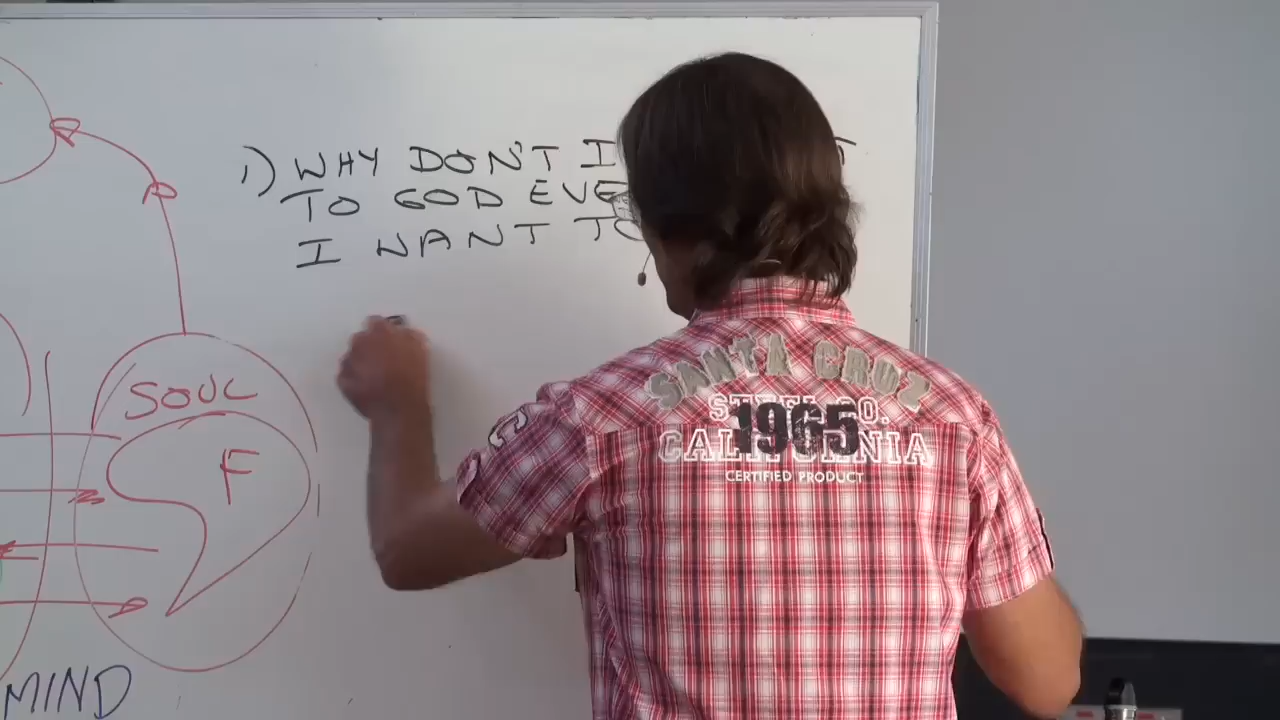 1) WHY DON'T I
TO GOD EVE
I WANT TO
SOUL
F
MIND
SANTA CRUZ
1965
CALIFORNIA
CERTIFIED PRODUCT